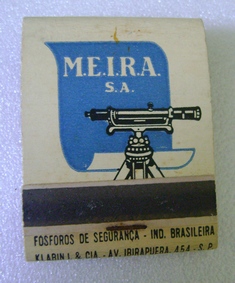 M.E.I.R.A.
S.A.
FOSFOROS DE SEGURANÇA - IND. BRASILEIRA
KLABIN I. & CIA - AV. IBIRAPUERA 454 - S.P.